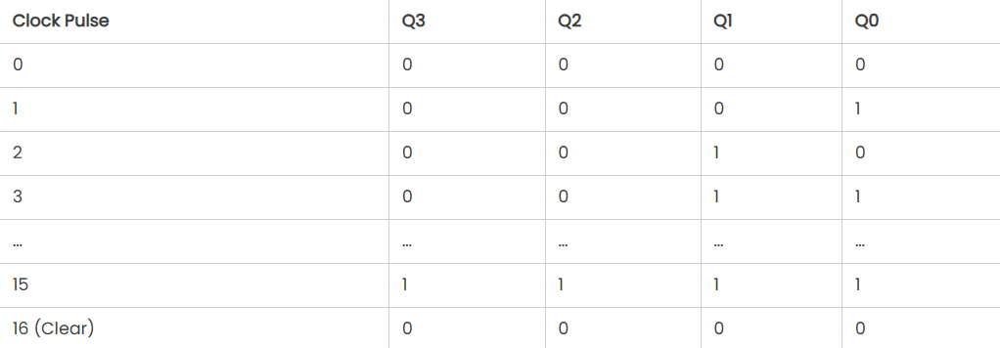 Clock Pulse Q3 Q2 Q1 Q0
0 0 0 0 0
1 0 0 0 1
2 0 0 1 0
3 0 0 1 1
... ... ... ... ...
15 1 1 1 1
16 (Clear) 0 0 0 0